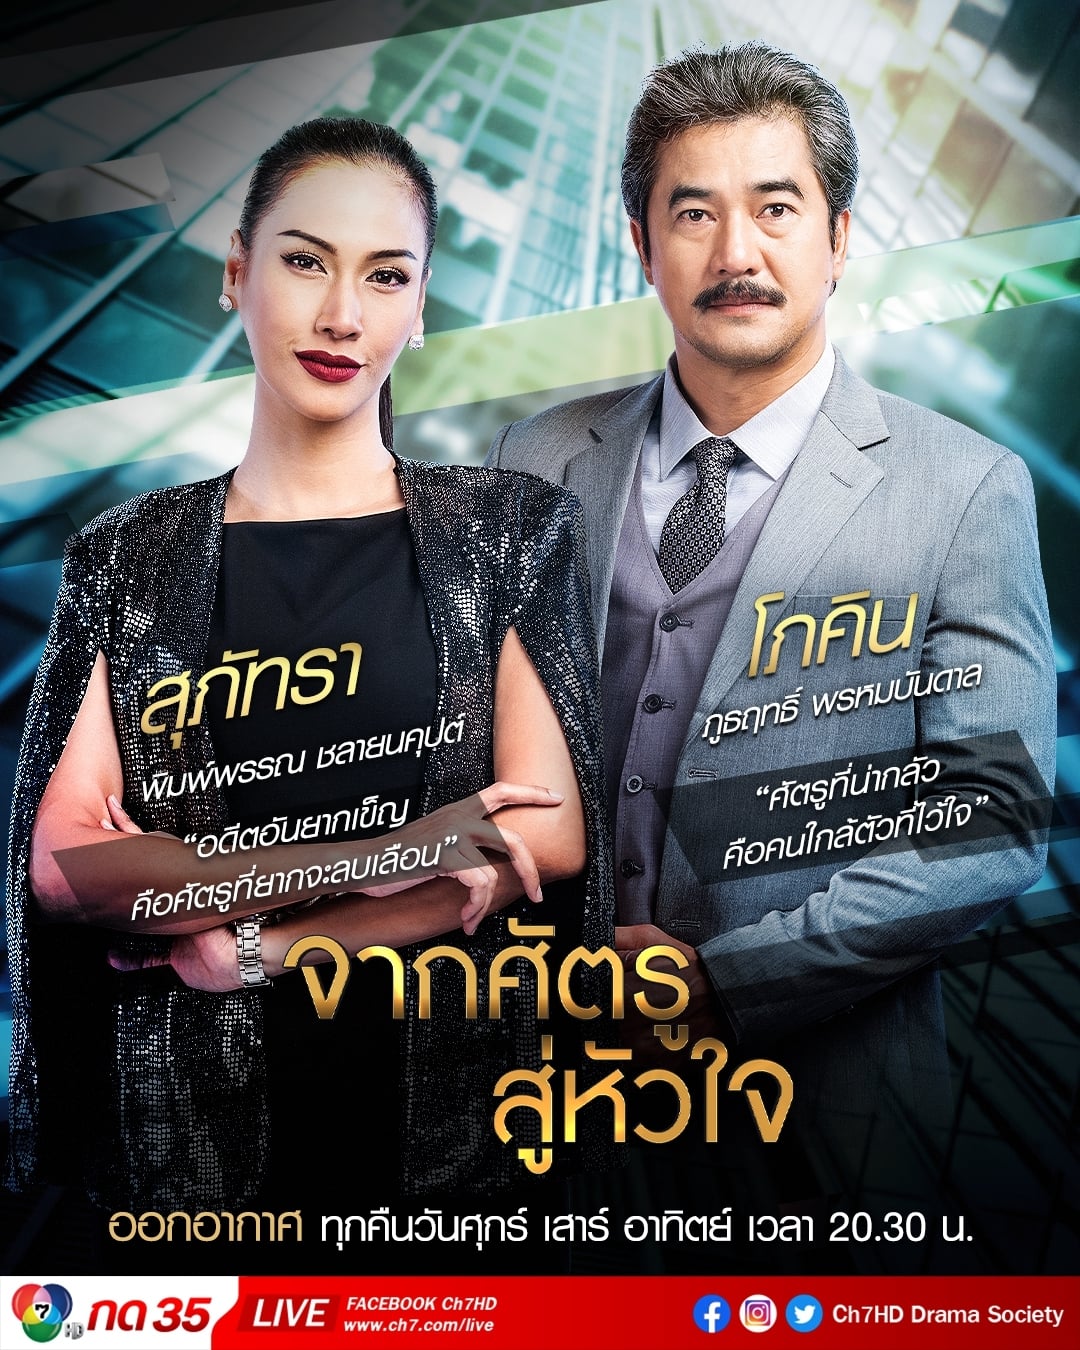 สุภัทรา
พิมพ์พรรณ ชลายนคุปต์
“อดีตอันยากเข็ญ
คือศัตรูที่ยากจะลบเลือน”
โภคิน
ภูธฤทธิ์ พรหมบันดาล
“ศัตรูที่น่ากลัว
คือคนใกล้ตัวที่ไว้ใจ”
จากศัตรู
สู่หัวใจ
ออกอากาศ ทุกคืนวันศุกร์ เสาร์ อาทิตย์ เวลา 20.30 น.
7 HD กด 35
LIVE
FACEBOOK Ch7HD
www.ch7.com/live
Ch7HD Drama Society